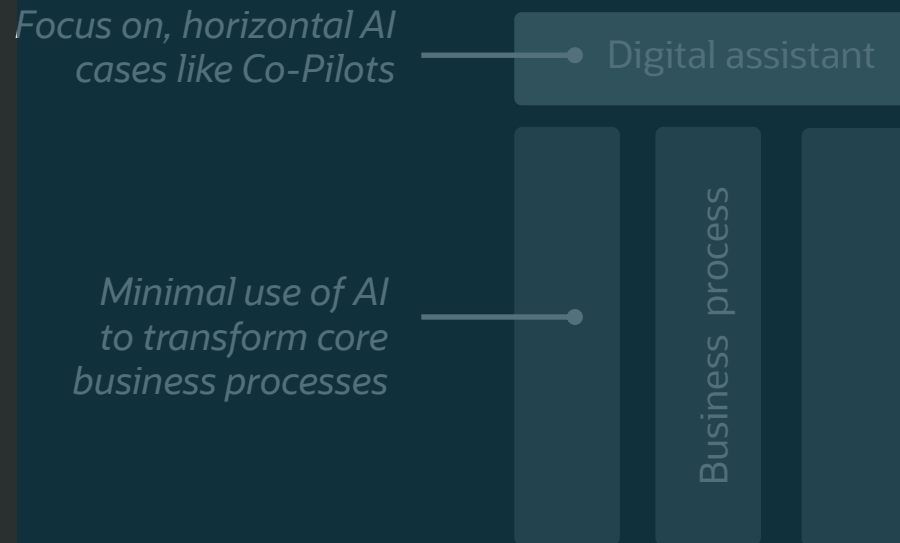 Focus on, horizontal AI
cases like Co-Pilots
Digital assistant
Minimal use of AI
to transform core
business processes
Business process